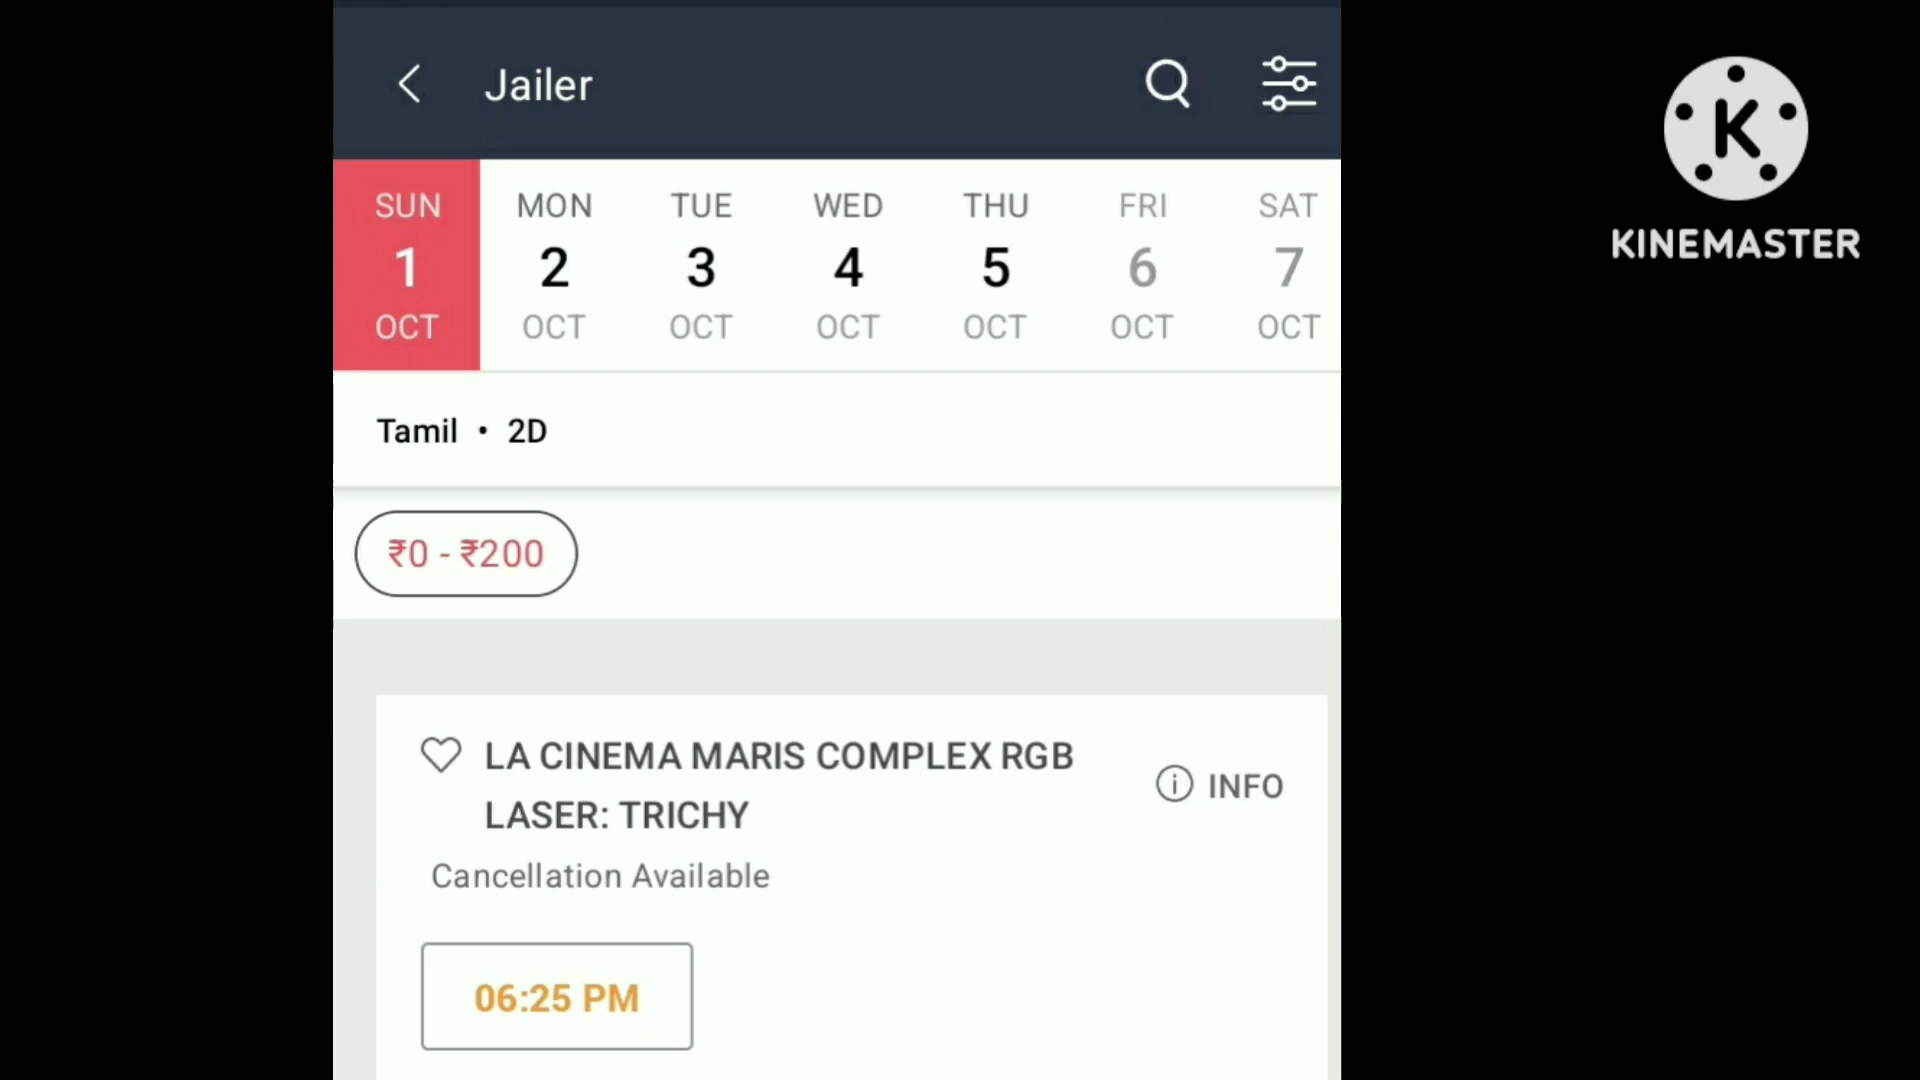 Jailer
SUN MON TUE WED THU FRI SAT
1 2 3 4 5 6 7
OCT OCT OCT OCT OCT OCT OCT
Tamil • 2D
₹0 - ₹200
LA CINEMA MARIS COMPLEX RGB
LASER: TRICHY
INFO
Cancellation Available
06:25 PM
K
KINEMASTER